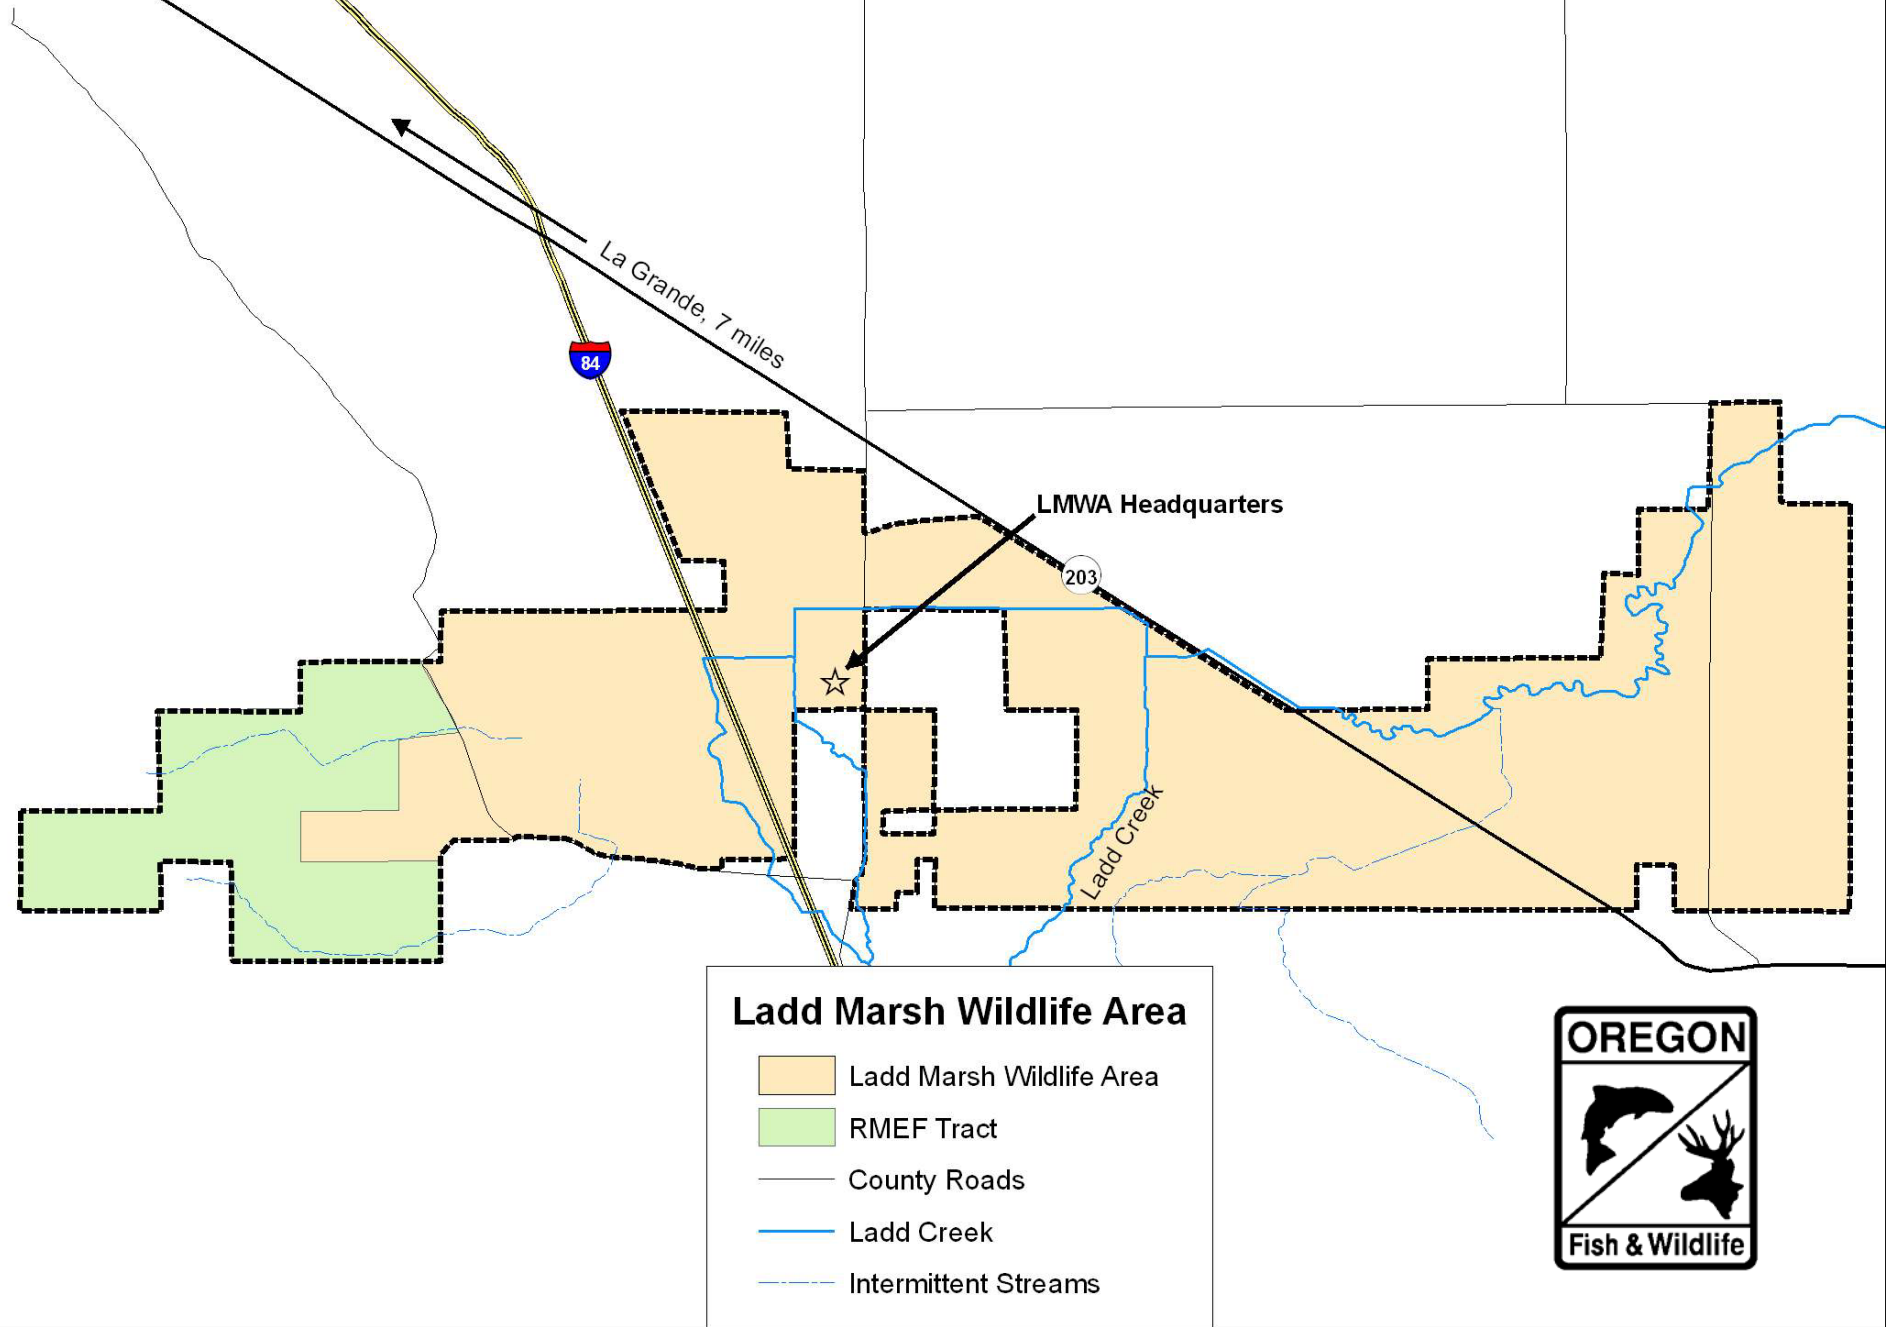 La Grande, 7 miles
84
LMWA Headquarters
203
Ladd Creek
Ladd Marsh Wildlife Area
Ladd Marsh Wildlife Area
RMEF Tract
County Roads
Ladd Creek
Intermittent Streams
OREGON
Fish & Wildlife